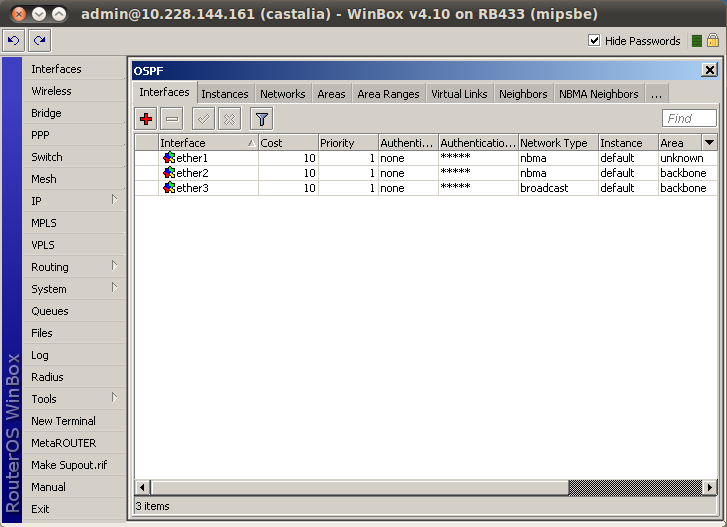 admin@10.228.144.161 (castalia) - WinBox v4.10 on RB433 (mipsbe)
Hide Passwords
RouterOS WinBox
Interfaces
Wireless
Bridge
PPP
Switch
Mesh
IP
MPLS
VPLS
Routing
System
Queues
Files
Log
Radius
Tools
New Terminal
MetaROUTER
Make Supout.rif
Manual
Exit
OSPF
Interfaces Instances Networks Areas Area Ranges Virtual Links Neighbors NBMA Neighbors ...
Find
Interface Cost Priority Authenti... Authenticatio... Network Type Instance Area
ether1 10 1 none ***** nbma default unknown
ether2 10 1 none ***** nbma default backbone
ether3 10 1 none ***** broadcast default backbone
3 items